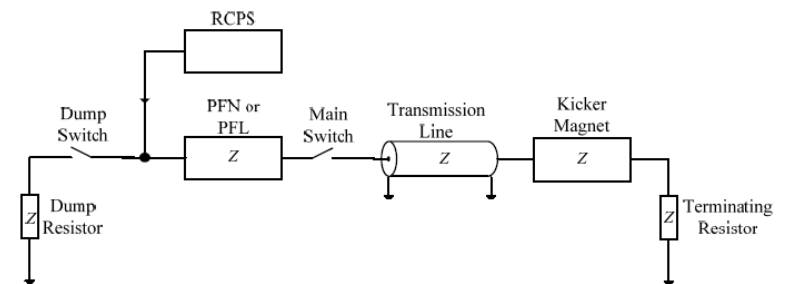 RCPS
Dump
Switch
PFN or
PFL
Z
Main
Switch
Transmission
Line
Z
Kicker
Magnet
Z
Z
Dump
Resistor
Z
Terminating
Resistor